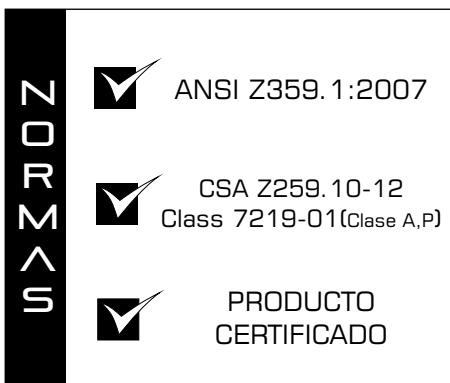 NORMAS
ANSI Z359.1:2007
CSA Z259.10-12
Class 7219-01(Clase A,P)
PRODUCTO
CERTIFICADO